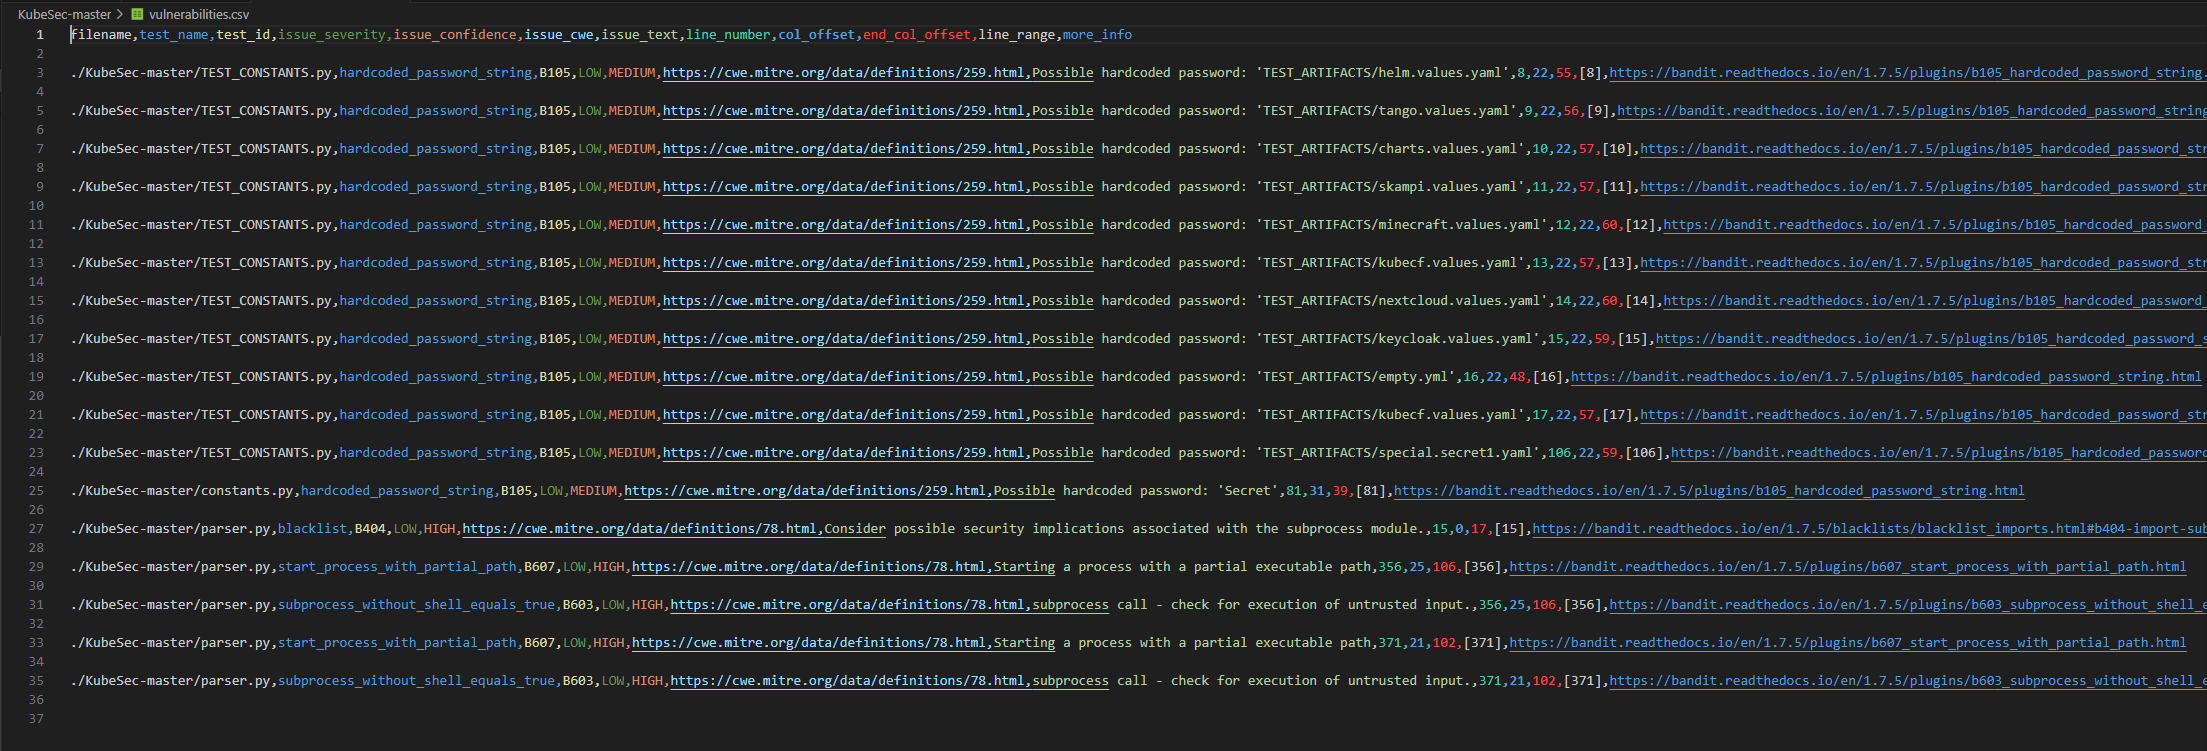 KubeSec-master > vulnerabilities.csv
1 filename,test_name,test_id,issue_severity,issue_confidence,issue_cwe,issue_text,line_number,col_offset,end_col_offset,line_range,more_info
2
3 ./KubeSec-master/TEST_CONSTANTS.py,hardcoded_password_string,B105,LOW,MEDIUM,https://cwe.mitre.org/data/definitions/259.html,Possible hardcoded password: 'TEST_ARTIFACTS/helm.values.yaml',8,22,55,[8],https://bandit.readthedocs.io/en/1.7.5/plugins/b105_hardcoded_password_string.
4
5 ./KubeSec-master/TEST_CONSTANTS.py,hardcoded_password_string,B105,LOW,MEDIUM,https://cwe.mitre.org/data/definitions/259.html,Possible hardcoded password: 'TEST_ARTIFACTS/tango.values.yaml',9,22,56,[9],https://bandit.readthedocs.io/en/1.7.5/plugins/b105_hardcoded_password_string
6
7 ./KubeSec-master/TEST_CONSTANTS.py,hardcoded_password_string,B105,LOW,MEDIUM,https://cwe.mitre.org/data/definitions/259.html,Possible hardcoded password: 'TEST_ARTIFACTS/charts.values.yaml',10,22,57,[10],https://bandit.readthedocs.io/en/1.7.5/plugins/b105_hardcoded_password_str
8
9 ./KubeSec-master/TEST_CONSTANTS.py,hardcoded_password_string,B105,LOW,MEDIUM,https://cwe.mitre.org/data/definitions/259.html,Possible hardcoded password: 'TEST_ARTIFACTS/skampi.values.yaml',11,22,57,[11],https://bandit.readthedocs.io/en/1.7.5/plugins/b105_hardcoded_password_str
10
11 ./KubeSec-master/TEST_CONSTANTS.py,hardcoded_password_string,B105,LOW,MEDIUM,https://cwe.mitre.org/data/definitions/259.html,Possible hardcoded password: 'TEST_ARTIFACTS/minecraft.values.yaml',12,22,60,[12],https://bandit.readthedocs.io/en/1.7.5/plugins/b105_hardcoded_password_
12
13 ./KubeSec-master/TEST_CONSTANTS.py,hardcoded_password_string,B105,LOW,MEDIUM,https://cwe.mitre.org/data/definitions/259.html,Possible hardcoded password: 'TEST_ARTIFACTS/kubecf.values.yaml',13,22,57,[13],https://bandit.readthedocs.io/en/1.7.5/plugins/b105_hardcoded_password_str
14
15 ./KubeSec-master/TEST_CONSTANTS.py,hardcoded_password_string,B105,LOW,MEDIUM,https://cwe.mitre.org/data/definitions/259.html,Possible hardcoded password: 'TEST_ARTIFACTS/nextcloud.values.yaml',14,22,60,[14],https://bandit.readthedocs.io/en/1.7.5/plugins/b105_hardcoded_password_
16
17 ./KubeSec-master/TEST_CONSTANTS.py,hardcoded_password_string,B105,LOW,MEDIUM,https://cwe.mitre.org/data/definitions/259.html,Possible hardcoded password: 'TEST_ARTIFACTS/keycloak.values.yaml',15,22,59,[15],https://bandit.readthedocs.io/en/1.7.5/plugins/b105_hardcoded_password_s
18
19 ./KubeSec-master/TEST_CONSTANTS.py,hardcoded_password_string,B105,LOW,MEDIUM,https://cwe.mitre.org/data/definitions/259.html,Possible hardcoded password: 'TEST_ARTIFACTS/empty.yml',16,22,48,[16],https://bandit.readthedocs.io/en/1.7.5/plugins/b105_hardcoded_password_string.html
20
21 ./KubeSec-master/TEST_CONSTANTS.py,hardcoded_password_string,B105,LOW,MEDIUM,https://cwe.mitre.org/data/definitions/259.html,Possible hardcoded password: 'TEST_ARTIFACTS/kubecf.values.yaml',17,22,57,[17],https://bandit.readthedocs.io/en/1.7.5/plugins/b105_hardcoded_password_str
22
23 ./KubeSec-master/TEST_CONSTANTS.py,hardcoded_password_string,B105,LOW,MEDIUM,https://cwe.mitre.org/data/definitions/259.html,Possible hardcoded password: 'TEST_ARTIFACTS/special.secret1.yaml',106,22,59,[106],https://bandit.readthedocs.io/en/1.7.5/plugins/b105_hardcoded_password
24
25 ./KubeSec-master/constants.py,hardcoded_password_string,B105,LOW,MEDIUM,https://cwe.mitre.org/data/definitions/259.html,Possible hardcoded password: 'Secret',81,31,39,[81],https://bandit.readthedocs.io/en/1.7.5/plugins/b105_hardcoded_password_string.html
26
27 ./KubeSec-master/parser.py,blacklist,B404,LOW,HIGH,https://cwe.mitre.org/data/definitions/78.html,Consider possible security implications associated with the subprocess module.,15,0,17,[15],https://bandit.readthedocs.io/en/1.7.5/blacklists/blacklist_imports.html#b404-import-sub
28
29 ./KubeSec-master/parser.py,start_process_with_partial_path,B607,LOW,HIGH,https://cwe.mitre.org/data/definitions/78.html,Starting a process with a partial executable path,356,25,106,[356],https://bandit.readthedocs.io/en/1.7.5/plugins/b607_start_process_with_partial_path.html
30
31 ./KubeSec-master/parser.py,subprocess_without_shell_equals_true,B603,LOW,HIGH,https://cwe.mitre.org/data/definitions/78.html,subprocess call - check for execution of untrusted input.,356,25,106,[356],https://bandit.readthedocs.io/en/1.7.5/plugins/b603_subprocess_without_shell_e
32
33 ./KubeSec-master/parser.py,start_process_with_partial_path,B607,LOW,HIGH,https://cwe.mitre.org/data/definitions/78.html,Starting a process with a partial executable path,371,21,102,[371],https://bandit.readthedocs.io/en/1.7.5/plugins/b607_start_process_with_partial_path.html
34
35 ./KubeSec-master/parser.py,subprocess_without_shell_equals_true,B603,LOW,HIGH,https://cwe.mitre.org/data/definitions/78.html,subprocess call - check for execution of untrusted input.,371,21,102,[371],https://bandit.readthedocs.io/en/1.7.5/plugins/b603_subprocess_without_shell_e
36
37